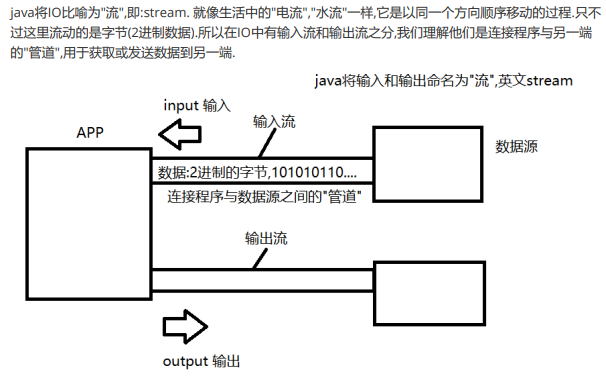 java将IO比喻为"流",即:stream. 就像生活中的"电流","水流"一样,它是以同一个方向顺序移动的过程.只不
过这里流动的是字节(2进制数据).所以在IO中有输入流和输出流之分,我们理解他们是连接程序与另一端
的"管道",用于获取或发送数据到另一端.
java将输入和输出命名为"流",英文stream
input 输入
输入流
APP
数据源
数据:2进制的字节,101010110....
连接程序与数据源之间的"管道"
输出流
output 输出